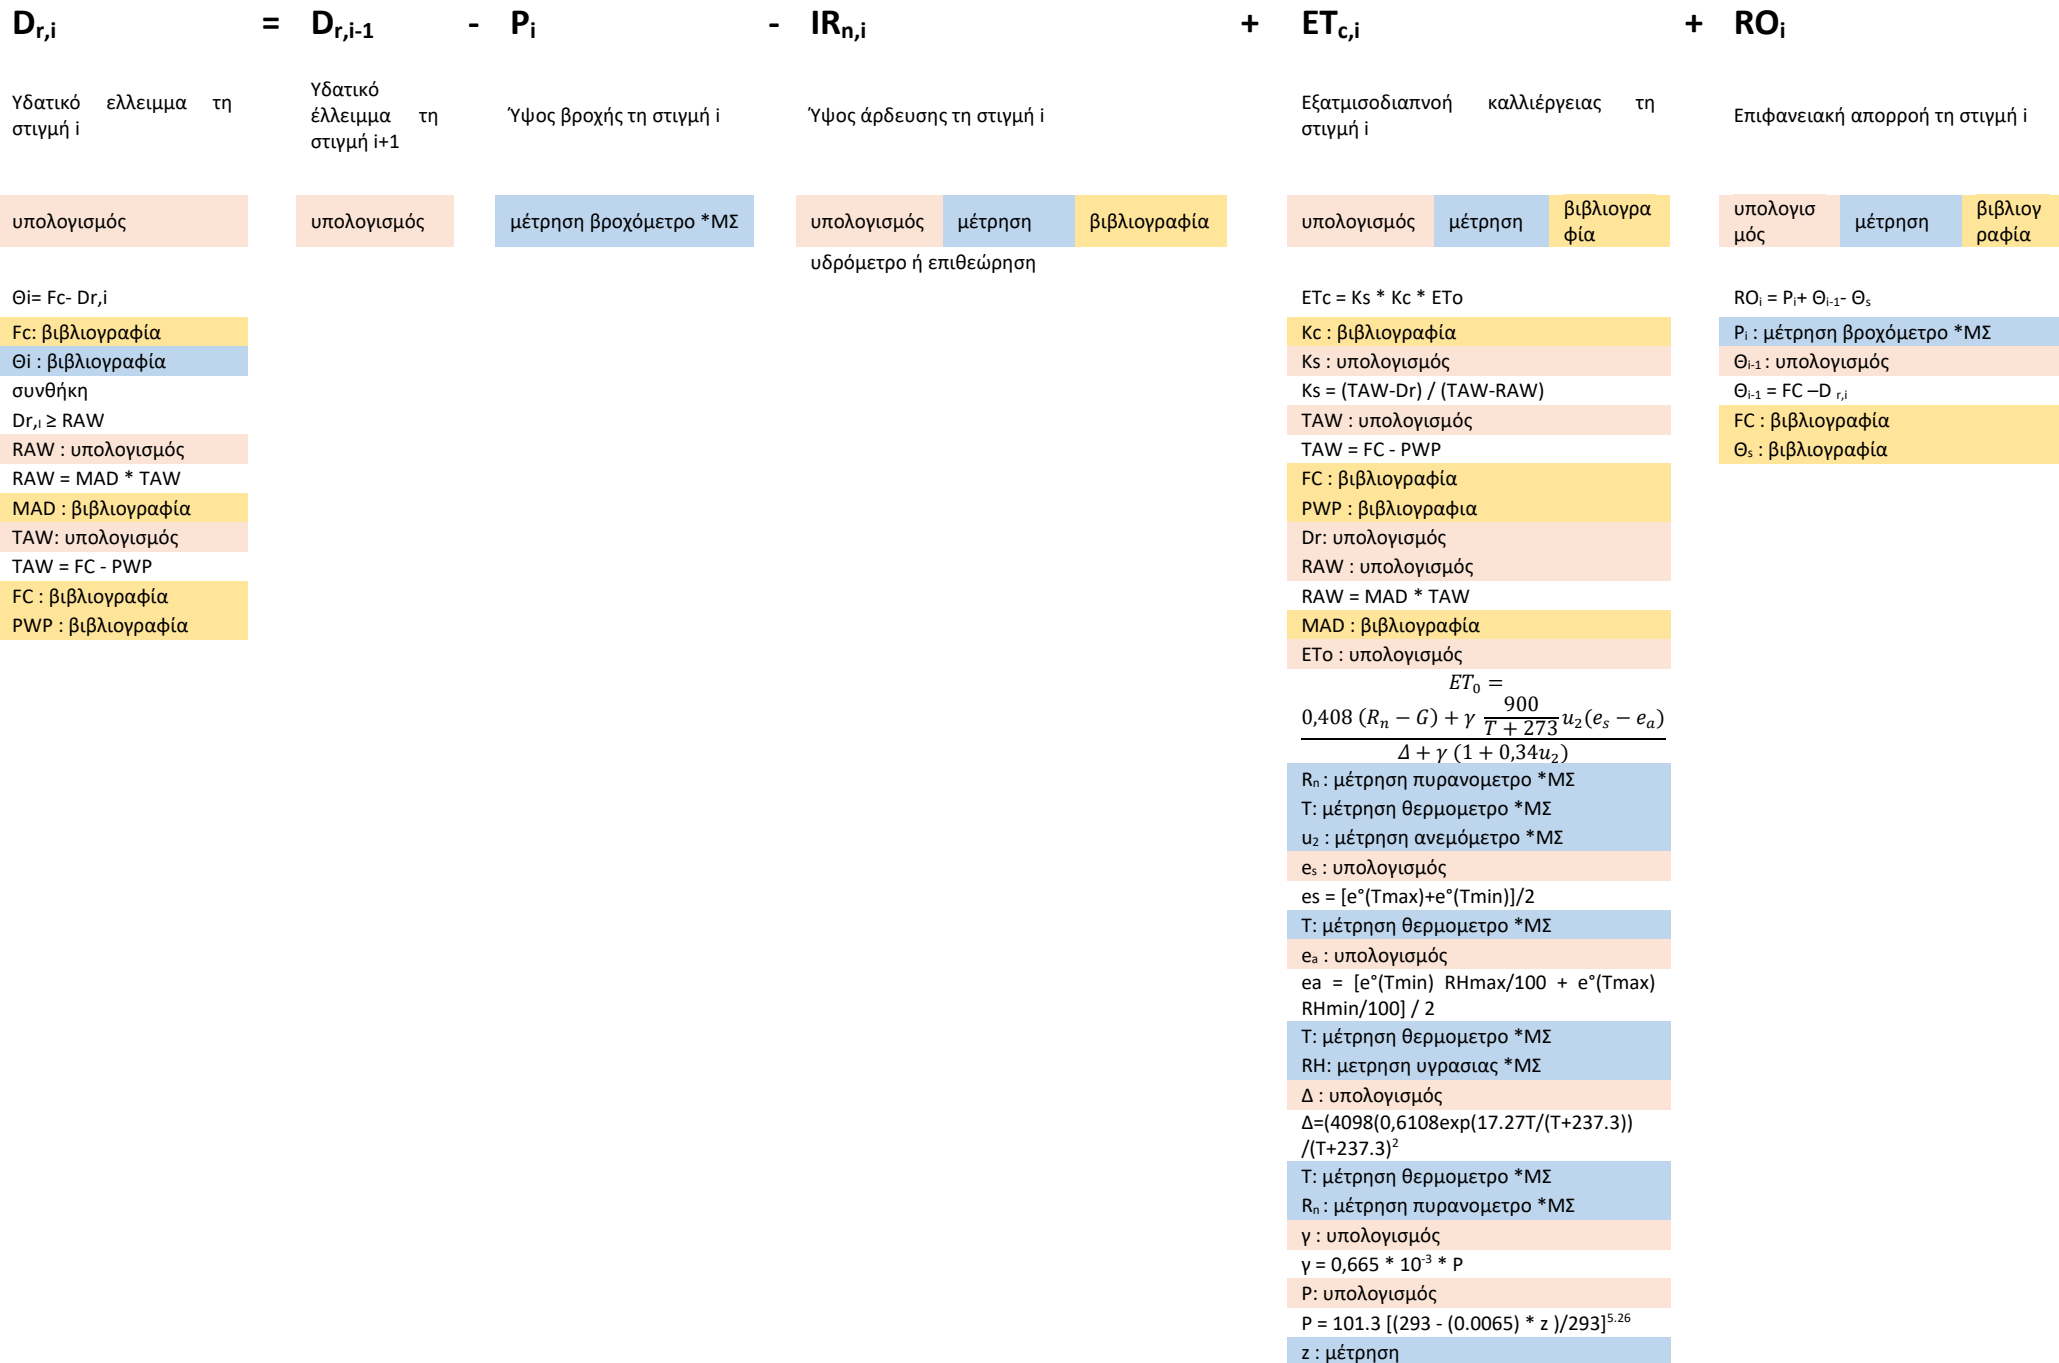 Dr,i = Dr,i-1 - Pi - IRn,i + ETc,i + ROi
Υδατικό ελλειμμα τη
στιγμή i
Υδατικό
έλλειμμα τη
στιγμή i+1
Ύψος βροχής τη στιγμή i
Ύψος άρδευσης τη στιγμή i
Εξατμισοδιαπνοή καλλιέργειας τη
στιγμή i
Επιφανειακή απορροή τη στιγμή i
υπολογισμός
υπολογισμός
μέτρηση βροχόμετρο *ΜΣ
υπολογισμός μέτρηση βιβλιογραφία
υδρόμετρο ή επιθεώρηση
υπολογισμός μέτρηση βιβλιογρα
φία
υπολογισ
μός
μέτρηση
βιβλιογ
ραφία
Θi= Fc- Dr,i
Fc: βιβλιογραφία
Θi : βιβλιογραφία
συνθήκη
Dr,ι ≥ RAW
RAW : υπολογισμός
RAW = MAD * TAW
MAD : βιβλιογραφία
TAW: υπολογισμός
TAW = FC - PWP
FC : βιβλιογραφία
PWP : βιβλιογραφία
ETc = Ks * Kc * ETo
Kc : βιβλιογραφία
Ks : υπολογισμός
Ks = (TAW-Dr) / (TAW-RAW)
TAW : υπολογισμός
TAW = FC - PWP
FC : βιβλιογραφία
PWP : βιβλιογραφια
Dr: υπολογισμός
RAW : υπολογισμός
RAW = MAD * TAW
MAD : βιβλιογραφία
ETo : υπολογισμός
ET₀ =
0,408 (Rn − G) + γ 900/(T + 273) u₂(es − ea)
Δ + γ (1 + 0,34u₂)
Rn : μέτρηση πυρανομετρο *ΜΣ
T: μέτρηση θερμομετρο *ΜΣ
u₂ : μέτρηση ανεμόμετρο *ΜΣ
es : υπολογισμός
es = [e°(Tmax)+e°(Tmin)]/2
T: μέτρηση θερμομετρο *ΜΣ
ea : υπολογισμός
ea = [e°(Tmin) RHmax/100 + e°(Tmax)
RHmin/100] / 2
T: μέτρηση θερμομετρο *ΜΣ
RH: μετρηση υγρασιας *ΜΣ
Δ : υπολογισμός
Δ=(4098(0,6108exp(17.27T/(T+237.3))
/(T+237.3)²
T: μέτρηση θερμομετρο *ΜΣ
Rn : μέτρηση πυρανομετρο *ΜΣ
γ : υπολογισμός
γ = 0,665 * 10⁻³ * P
P: υπολογισμός
P = 101.3 [(293 - (0.0065) * z )/293]⁵·²⁶
z : μέτρηση
ROi = Pi+ Θi-1- Θs
Pi : μέτρηση βροχόμετρο *ΜΣ
Θi-1 : υπολογισμός
Θi-1 = FC –D r,i
FC : βιβλιογραφία
Θs : βιβλιογραφία